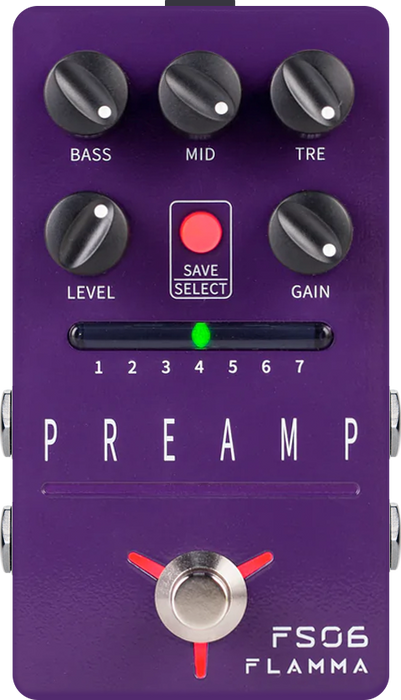 BASS MID TRE
LEVEL
SAVE
SELECT
GAIN
1 2 3 4 5 6 7
PREAMP
FS06
FLAMMA